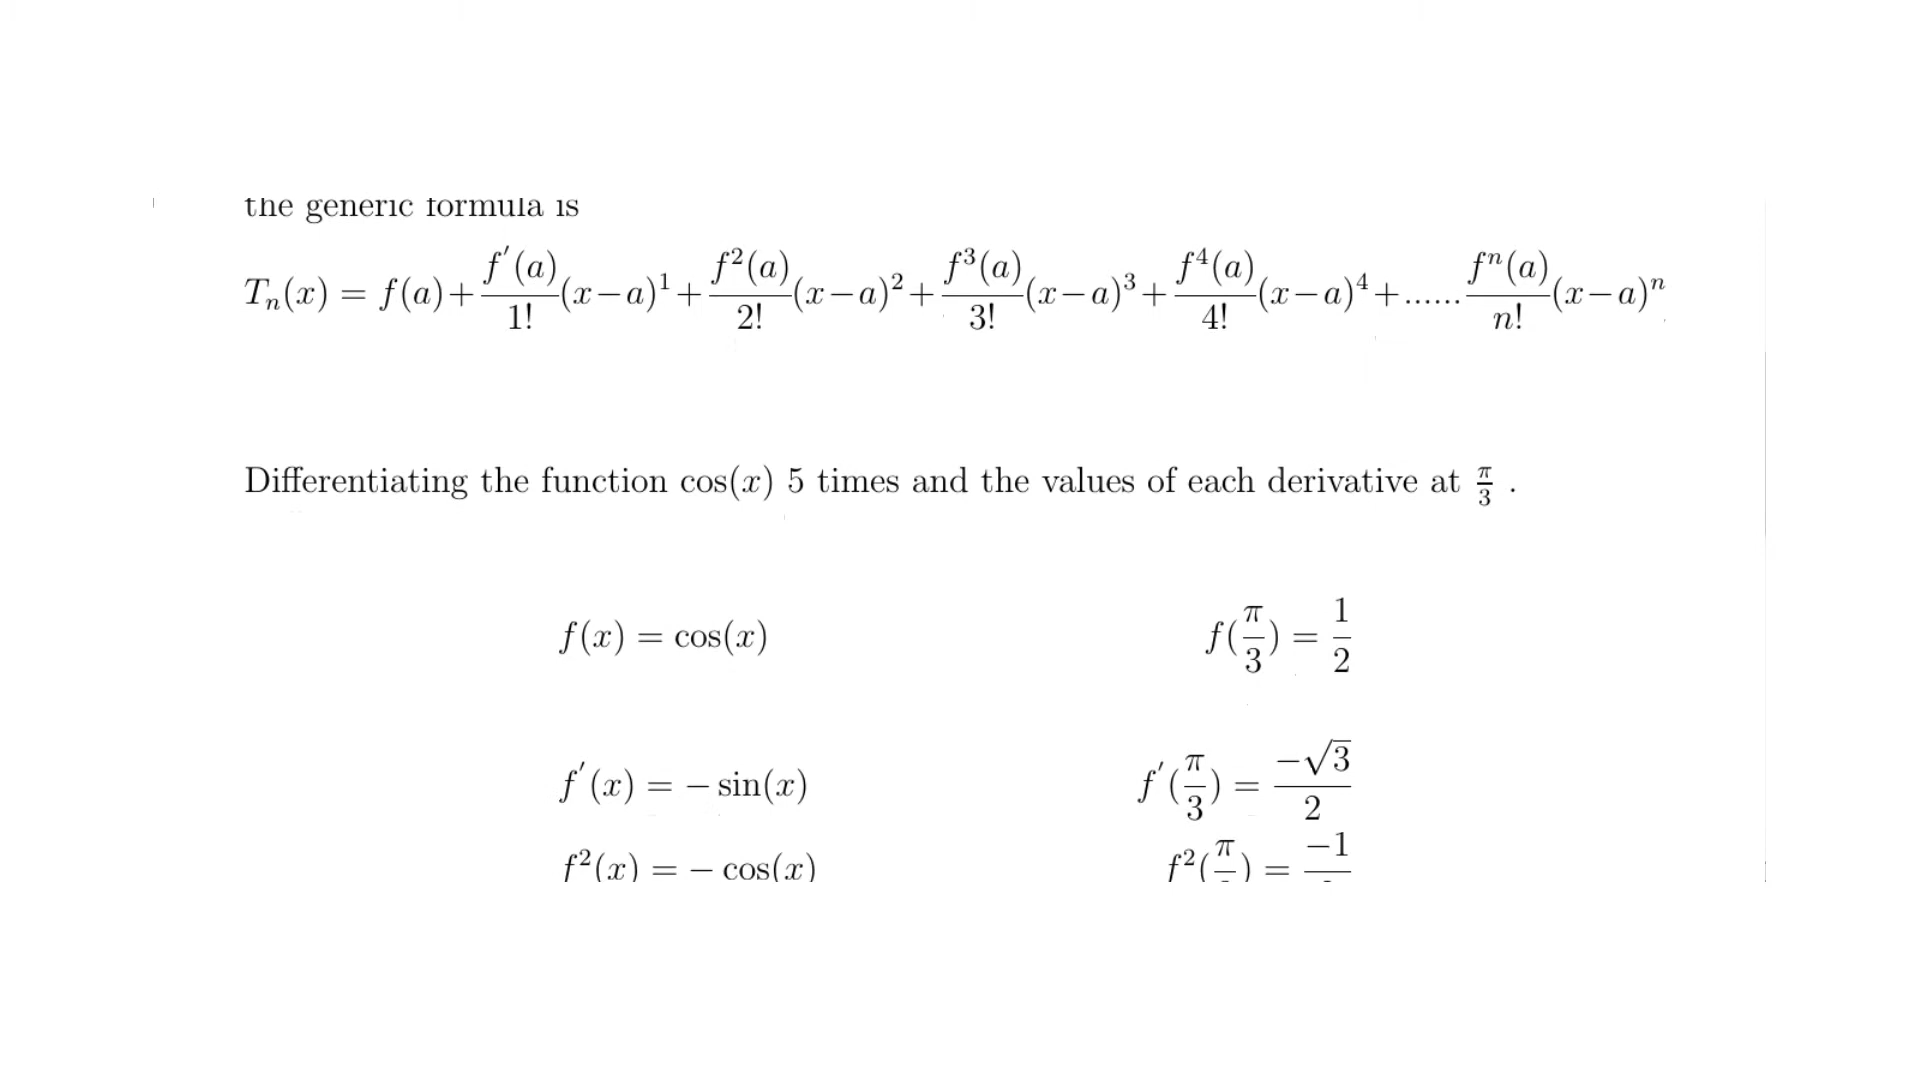 the generic formula is
Tₙ(x) = f(a)+ f′(a)/1! (x−a)¹+ f²(a)/2! (x−a)²+ f³(a)/3! (x−a)³+ f⁴(a)/4! (x−a)⁴+...... fⁿ(a)/n! (x−a)ⁿ
Differentiating the function cos(x) 5 times and the values of each derivative at π/3 .
f(x) = cos(x) f(π/3) = 1/2
f′(x) = − sin(x) f′(π/3) = −√3/2
f²(x) = − cos(x) f²(π/ ) = −1/